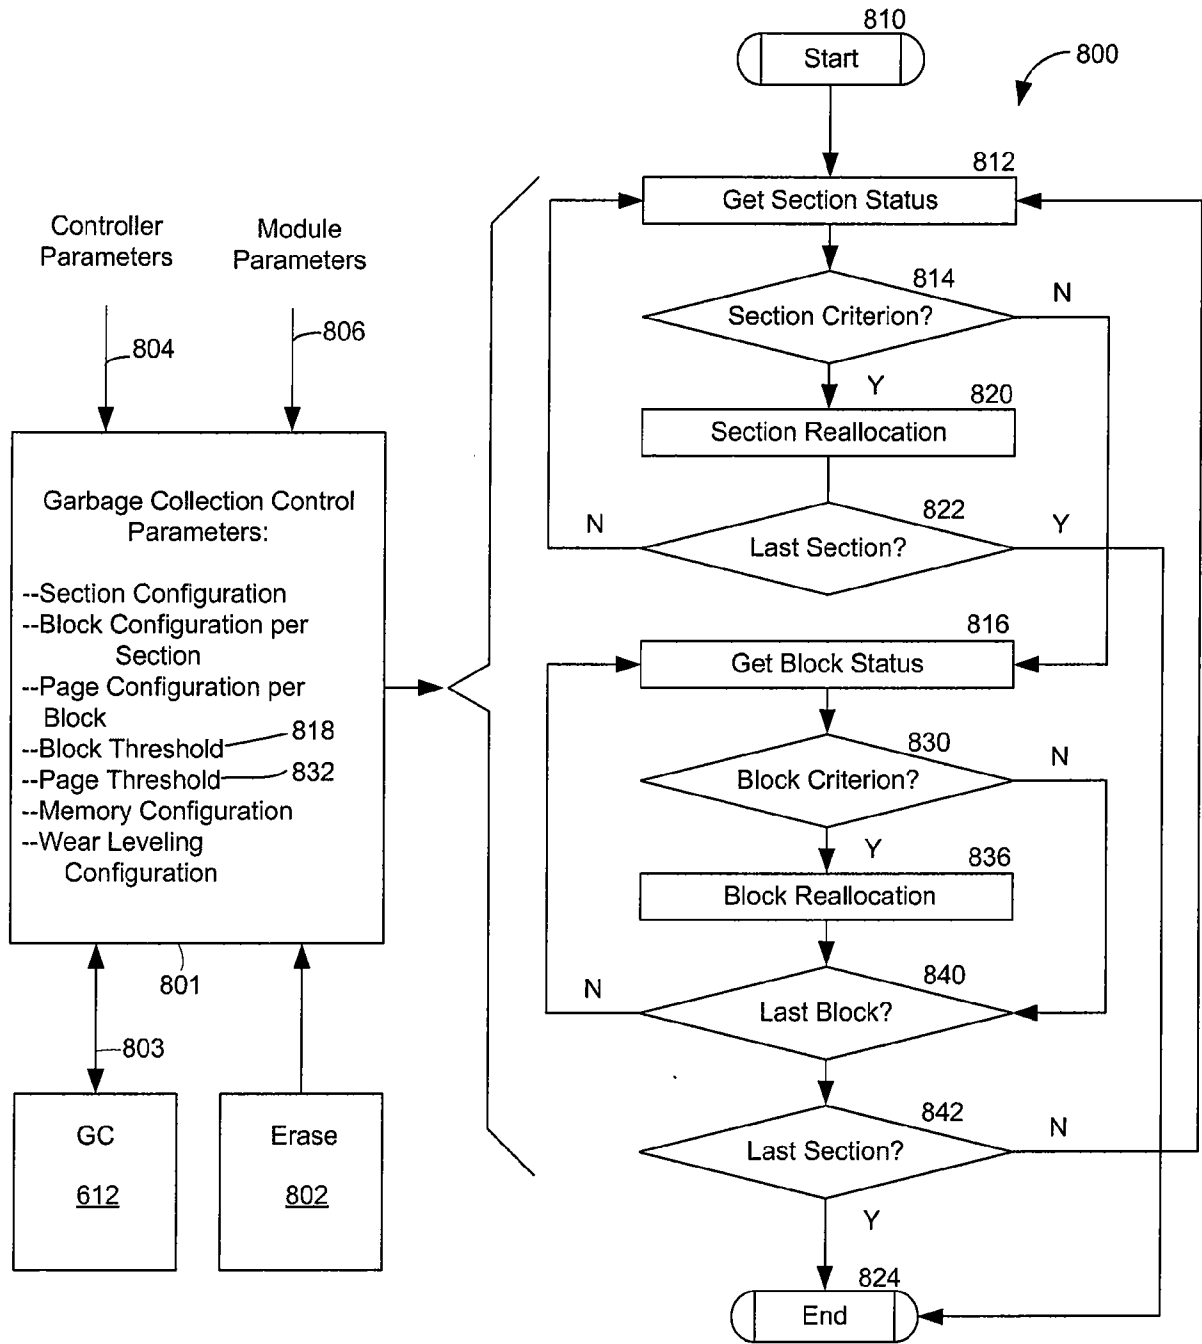 810
Start
800
812
Get Section Status
Controller
Parameters
Module
Parameters
814
N
Section Criterion?
804
806
Y
820
Section Reallocation
Garbage Collection Control
Parameters:
822
N
Y
Last Section?
--Section Configuration
--Block Configuration per
Section
--Page Configuration per
Block
--Block Threshold
818
--Page Threshold
832
--Memory Configuration
--Wear Leveling
Configuration
816
Get Block Status
830
N
Block Criterion?
Y
836
Block Reallocation
801
840
N
Last Block?
803
GC
612
Erase
802
842
N
Last Section?
Y
824
End